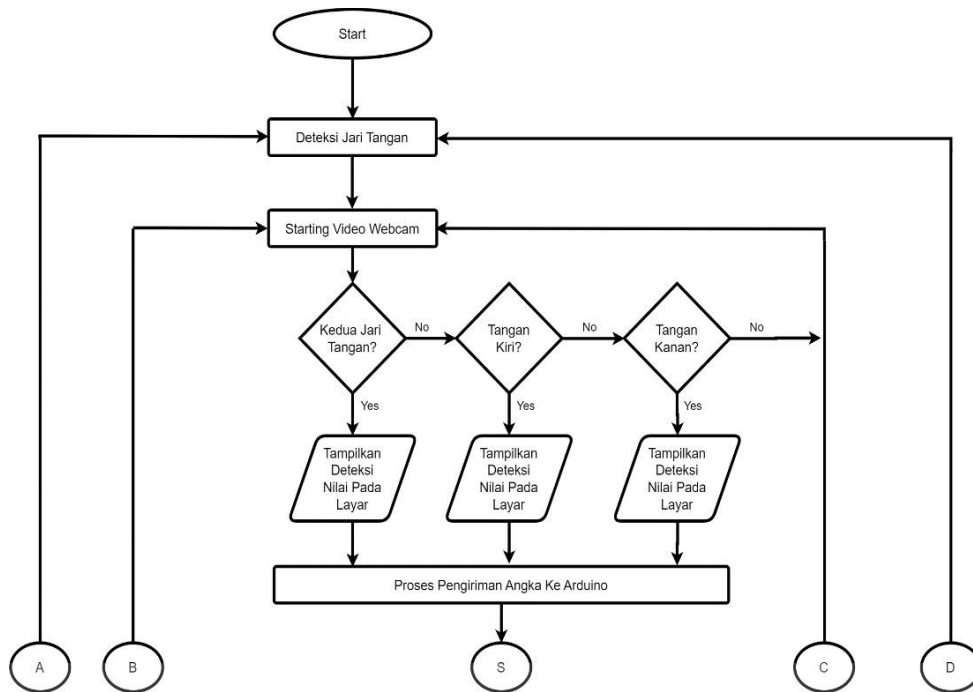 Start
Deteksi Jari Tangan
Starting Video Webcam
Kedua Jari
Tangan?
No
Tangan
Kiri?
No
Tangan
Kanan?
No
Yes
Yes
Yes
Tampilkan
Deteksi
Nilai Pada
Layar
Tampilkan
Deteksi
Nilai Pada
Layar
Tampilkan
Deteksi
Nilai Pada
Layar
Proses Pengiriman Angka Ke Arduino
A
B
S
C
D